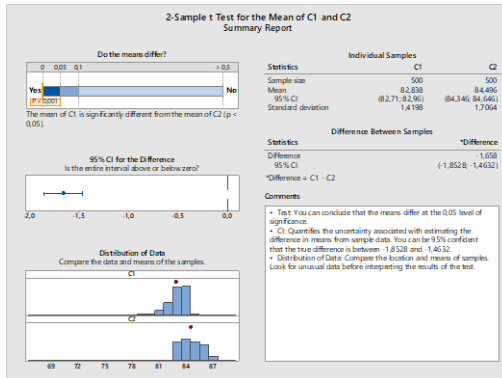 2-Sample t Test for the Mean of C1 and C2
Summary Report
Do the means differ?
0 0,05 0,1 > 0,5
Yes No
P < 0,001
The mean of C1 is significantly different from the mean of C2 (p <
0,05).
95% CI for the Difference
Is the entire interval above or below zero?
-2,0 -1,5 -1,0 -0,5 0,0
Distribution of Data
Compare the data and means of the samples.
C1
C2
69 72 75 78 81 84 87
Individual Samples
Statistics C1 C2
Sample size 500 500
Mean 82,838 84,496
95% CI (82,71; 82,96) (84,346; 84,646)
Standard deviation 1,4198 1,7064
Difference Between Samples
Statistics *Difference
Difference -1,658
95% CI (-1,8528; -1,4632)
*Difference = C1 - C2
Comments
• Test: You can conclude that the means differ at the 0,05 level of
significance.
• CI: Quantifies the uncertainty associated with estimating the
difference in means from sample data. You can be 95% confident
that the true difference is between -1,8528 and -1,4632.
• Distribution of Data: Compare the location and means of samples.
Look for unusual data before interpreting the results of the test.